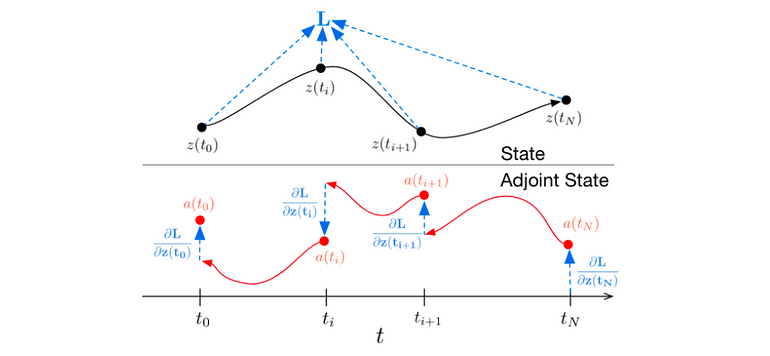 L
z(t_i)
z(t_0)
z(t_{i+1})
z(t_N)
State
Adjoint State
a(t_0)
∂L
∂z(t_0)
∂L
∂z(t_i)
a(t_i)
a(t_{i+1})
∂L
∂z(t_{i+1})
a(t_N)
∂L
∂z(t_N)
t_0
t_i
t_{i+1}
t_N
t